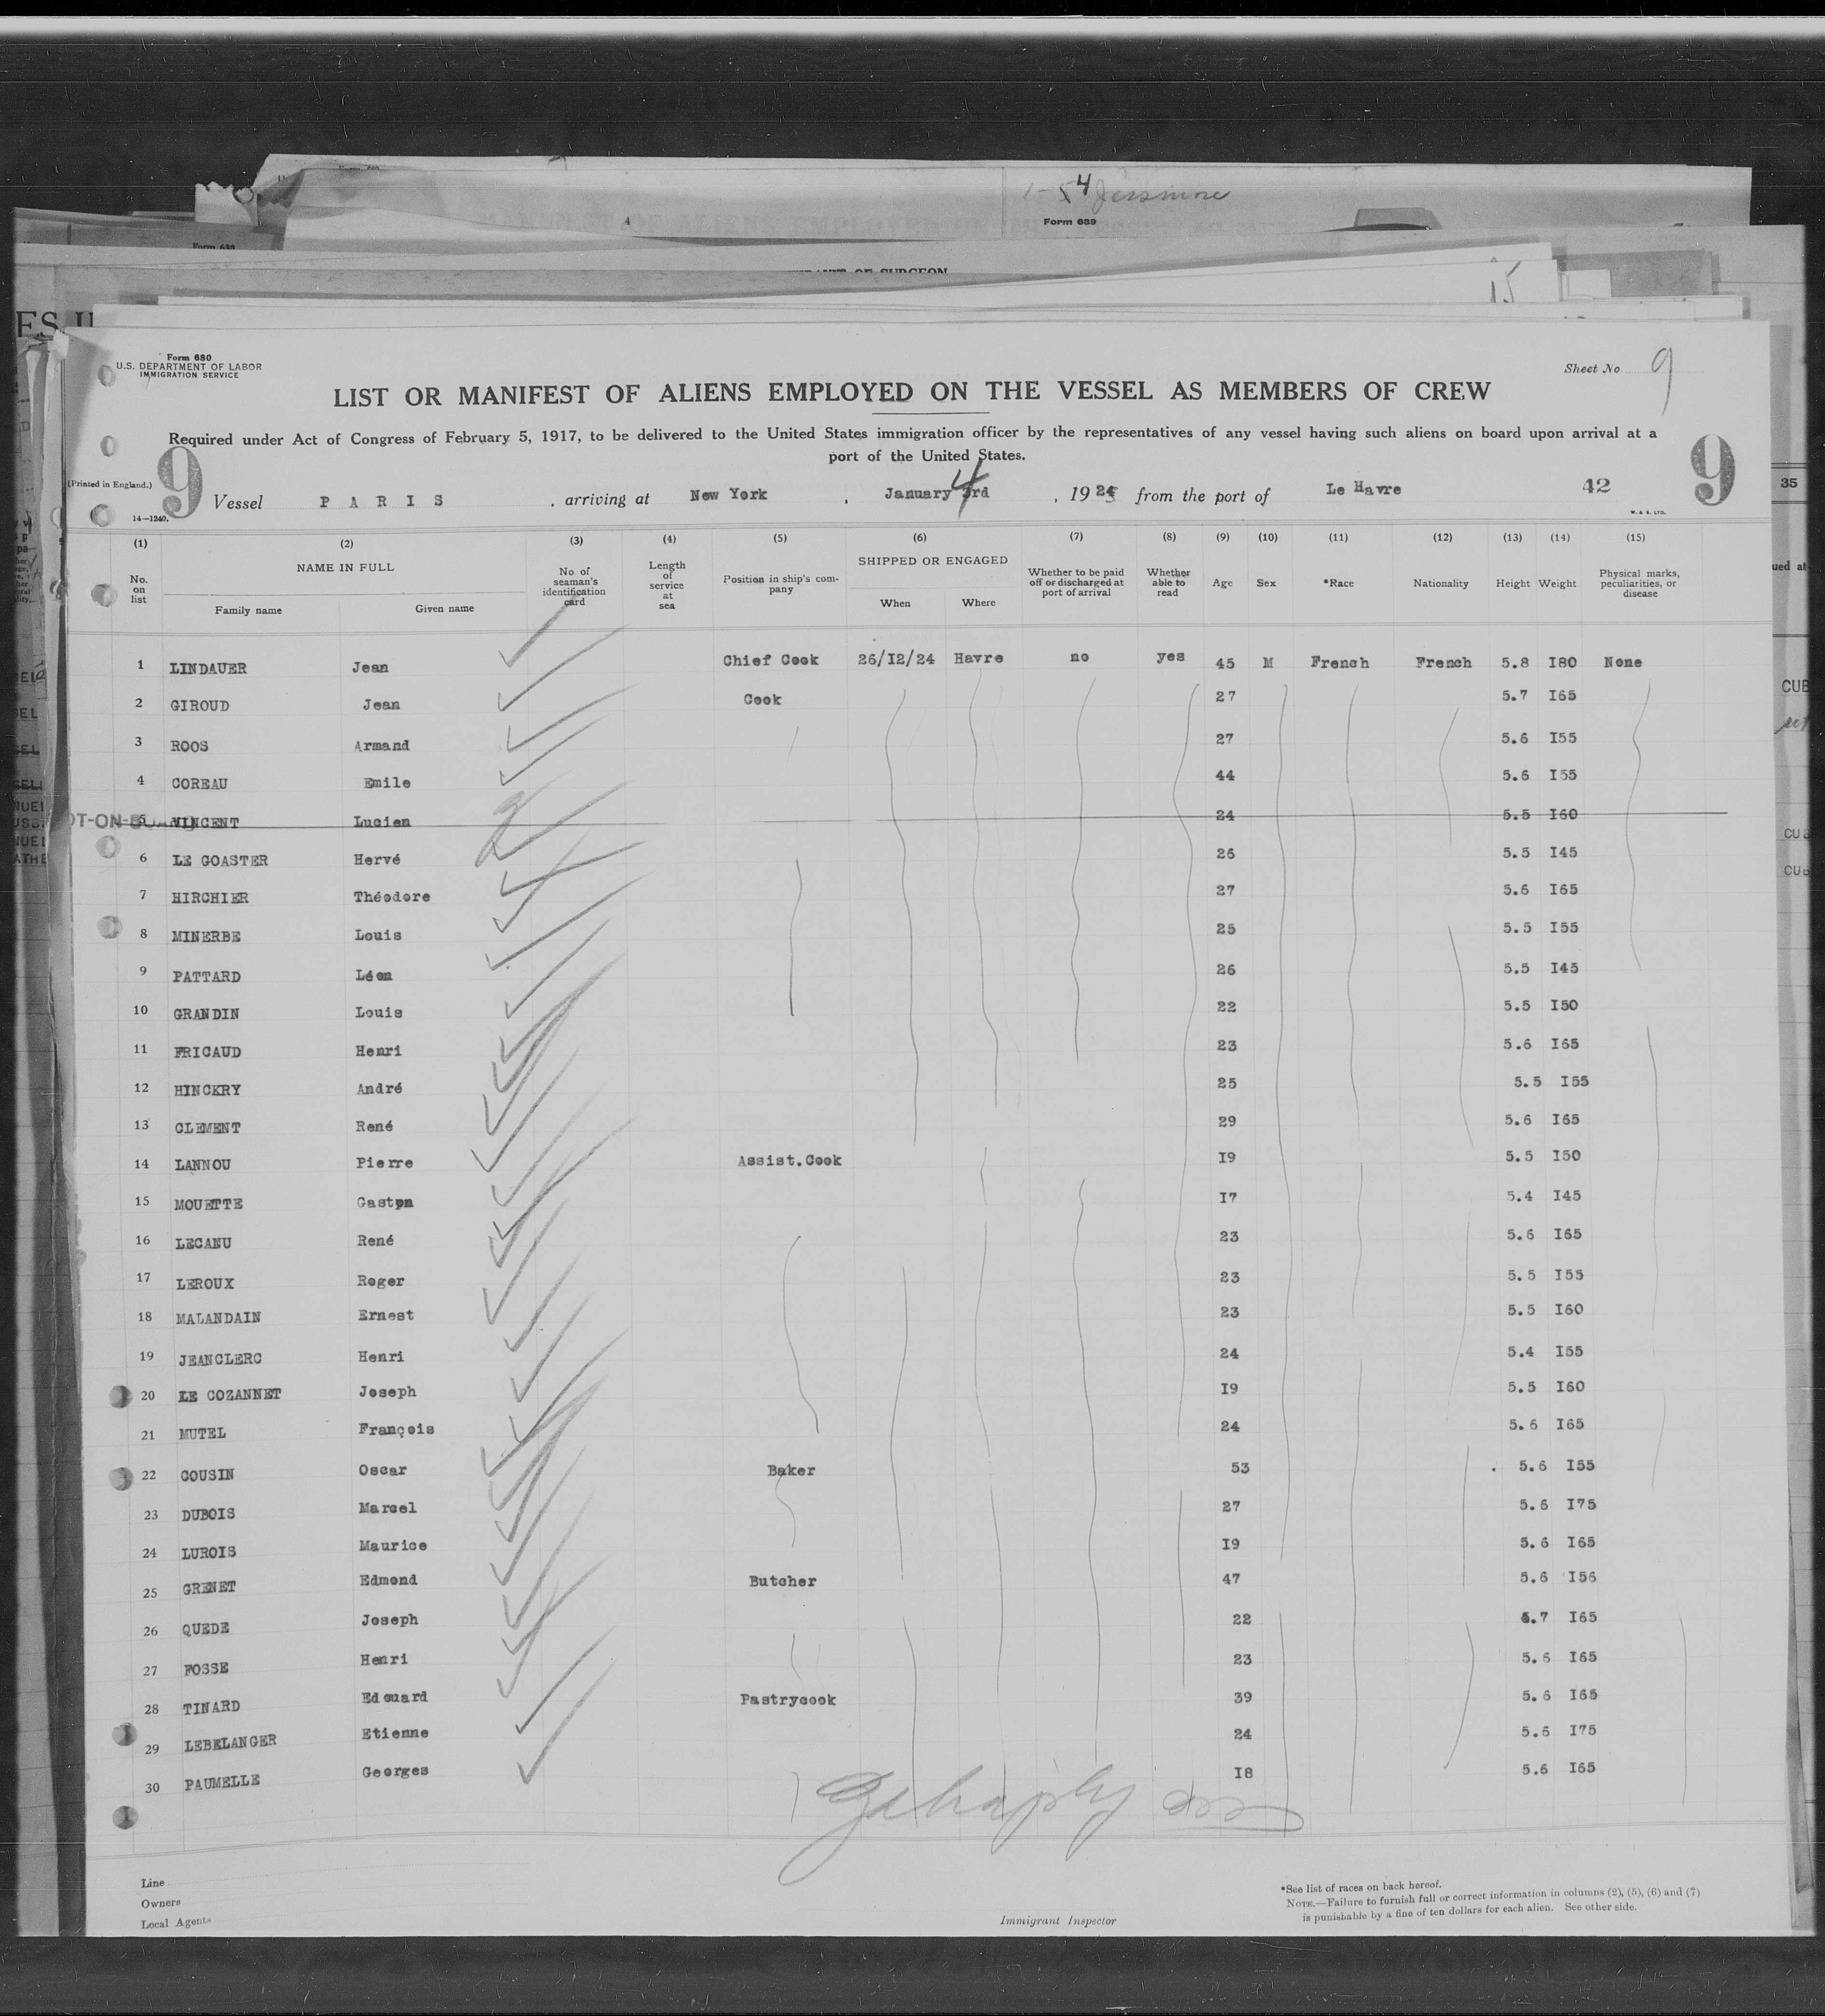 1-54 Jessmine
4
Form 689
Form 630
OF SURGEON
15
Form 680
U.S. DEPARTMENT OF LABOR
IMMIGRATION SERVICE
Sheet No 9
LIST OR MANIFEST OF ALIENS EMPLOYED ON THE VESSEL AS MEMBERS OF CREW
Required under Act of Congress of February 5, 1917, to be delivered to the United States immigration officer by the representatives of any vessel having such aliens on board upon arrival at a
port of the United States.
(Printed in England.)
9 Vessel PARIS , arriving at New York , January 3rd 4 , 1925 from the port of Le Havre 42 9
14—1240.
W. & S. LTD.
(1) (2) (3) (4) (5) (6) (7) (8) (9) (10) (11) (12) (13) (14) (15)
No. on list NAME IN FULL Family name Given name No. of seaman's identification card Length of service at sea Position in ship's company SHIPPED OR ENGAGED When Where Whether to be paid off or discharged at port of arrival Whether able to read Age Sex *Race Nationality Height Weight Physical marks, peculiarities, or disease
1 LINDAUER Jean Chief Cook 26/I2/24 Havre no yes 45 M French French 5.8 I80 None
2 GIROUD Jean Cook 27 5.7 I65
3 ROOS Armand 27 5.6 I55
4 COREAU Emile 44 5.6 I55
5 VINCENT Lucien 24 5.5 I60
6 LE GOASTER Hervé 26 5.5 I45
7 HIRCHIER Théodore 27 5.6 I65
8 MINERBE Louis 25 5.5 I55
9 PATTARD Léon 26 5.5 I45
10 GRANDIN Louis 22 5.5 I50
11 FRICAUD Henri 23 5.6 I65
12 HINCKRY André 25 5.5 I55
13 CLEMENT René 29 5.6 I65
14 LANNOU Pierre Assist.Cook I9 5.5 I50
15 MOUETTE Gaston I7 5.4 I45
16 LECANU René 23 5.6 I65
17 LEROUX Roger 23 5.5 I55
18 MALANDAIN Ernest 23 5.5 I60
19 JEANCLERC Henri 24 5.4 I55
20 LE COZANNET Joseph I9 5.5 I60
21 MUTEL François 24 5.6 I65
22 COUSIN Oscar Baker 53 5.6 I55
23 DUBOIS Marcel 27 5.6 I75
24 LUROIS Maurice I9 5.6 I65
25 GRENET Edmond Butcher 47 5.6 I56
26 QUEDE Joseph 22 5.7 I65
27 FOSSE Henri 23 5.6 I65
28 TINARD Edouard Pastrycook 39 5.6 I65
29 LEBELANGER Etienne 24 5.6 I75
30 PAUMELLE Georges I8 5.6 I65
Line
Owners
Local Agents
Immigrant Inspector
*See list of races on back hereof.
NOTE.—Failure to furnish full or correct information in columns (2), (5), (6) and (7)
is punishable by a fine of ten dollars for each alien. See other side.